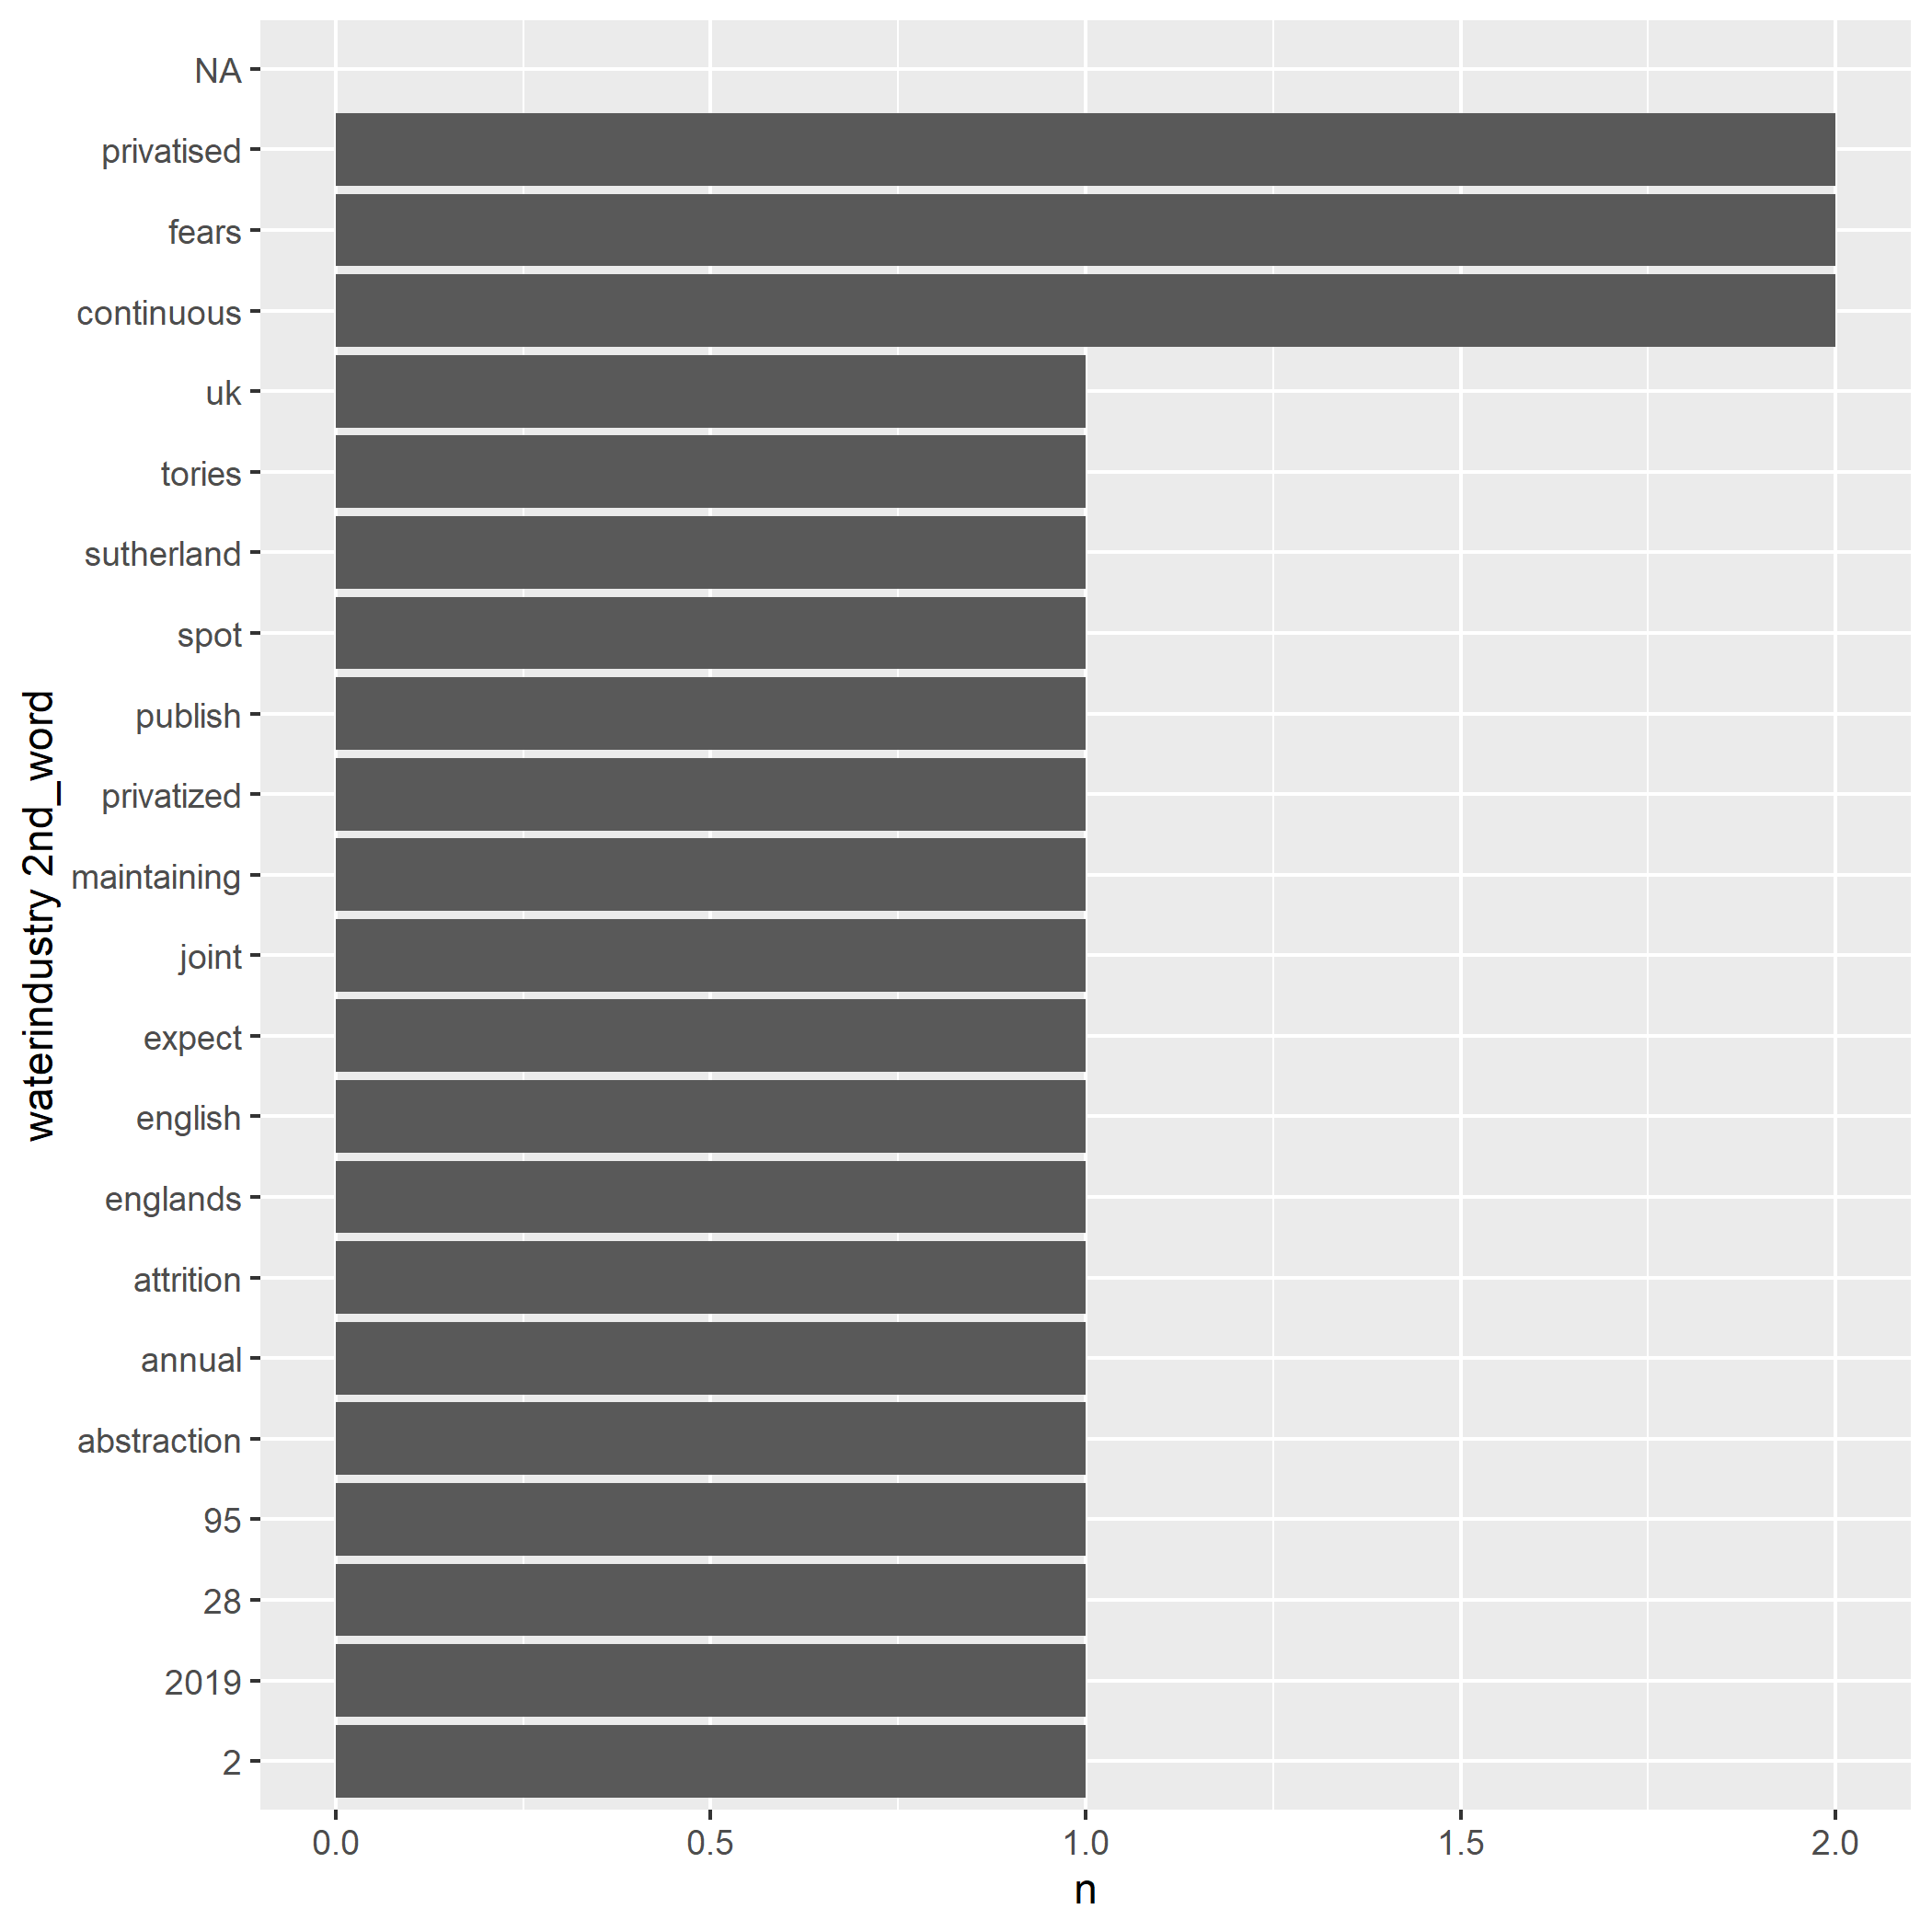 NA
privatised
fears
continuous
uk
tories
sutherland
spot
publish
privatized
maintaining
joint
expect
english
englands
attrition
annual
abstraction
95
28
2019
2
waterindustry 2nd_word
0.0 0.5 1.0 1.5 2.0
n